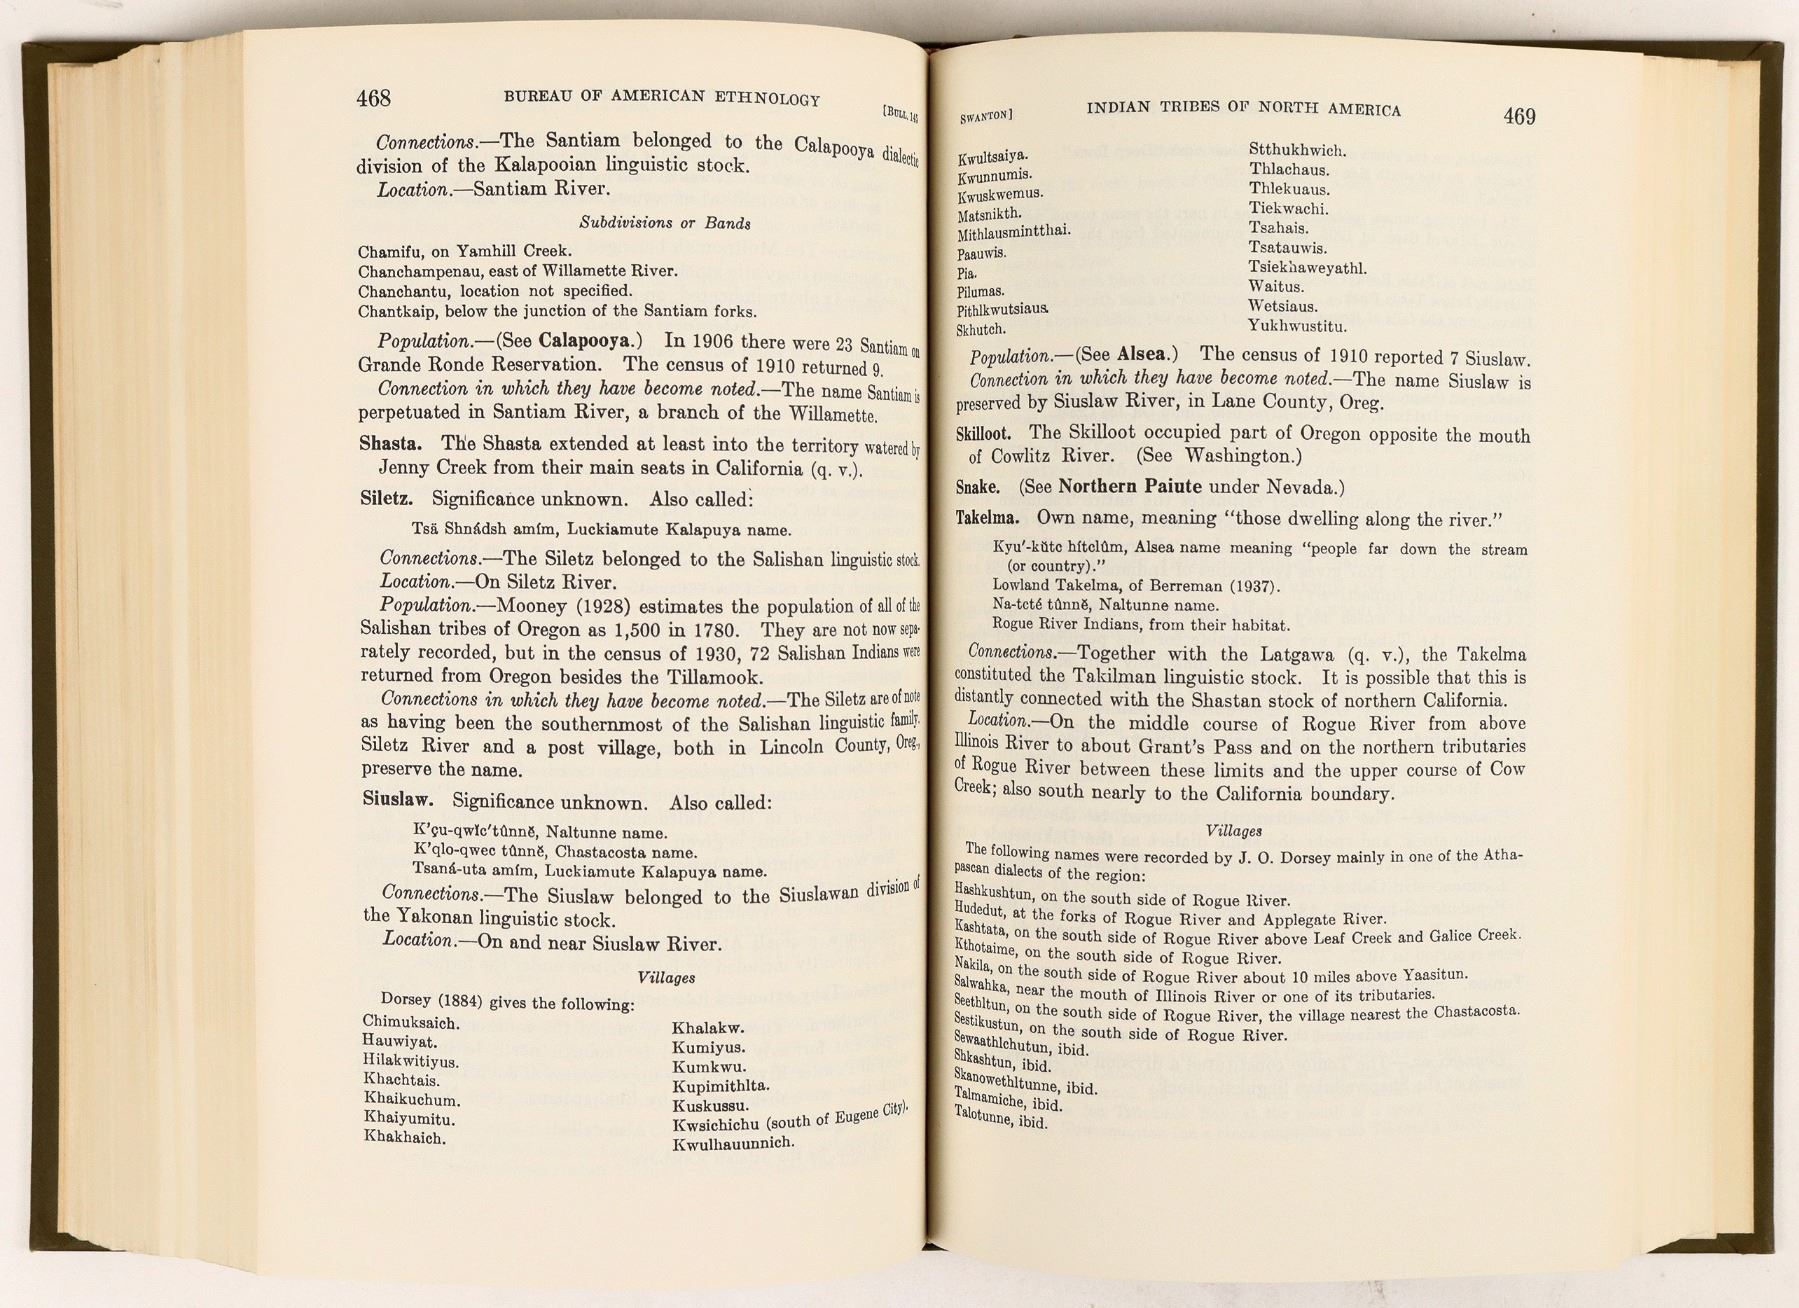 468
BUREAU OF AMERICAN ETHNOLOGY
[BULL. 145
Connections.—The Santiam belonged to the Calapooya dialectic
division of the Kalapooian linguistic stock.
Location.—Santiam River.
Subdivisions or Bands
Chamifu, on Yamhill Creek.
Chanchampenau, east of Willamette River.
Chanchantu, location not specified.
Chantkaip, below the junction of the Santiam forks.
Population.—(See Calapooya.) In 1906 there were 23 Santiam on
Grande Ronde Reservation. The census of 1910 returned 9.
Connection in which they have become noted.—The name Santiam is
perpetuated in Santiam River, a branch of the Willamette.
Shasta. The Shasta extended at least into the territory watered by
Jenny Creek from their main seats in California (q. v.).
Siletz. Significance unknown. Also called:
Tsä Shnádsh amím, Luckiamute Kalapuya name.
Connections.—The Siletz belonged to the Salishan linguistic stock.
Location.—On Siletz River.
Population.—Mooney (1928) estimates the population of all of the
Salishan tribes of Oregon as 1,500 in 1780. They are not now sepa-
rately recorded, but in the census of 1930, 72 Salishan Indians were
returned from Oregon besides the Tillamook.
Connections in which they have become noted.—The Siletz are of note
as having been the southernmost of the Salishan linguistic family.
Siletz River and a post village, both in Lincoln County, Oreg.,
preserve the name.
Siuslaw. Significance unknown. Also called:
K'çu-qwĭc'tûnnĕ, Naltunne name.
K'qlo-qwec tûnnĕ, Chastacosta name.
Tsaná-uta amím, Luckiamute Kalapuya name.
Connections.—The Siuslaw belonged to the Siuslawan division of
the Yakonan linguistic stock.
Location.—On and near Siuslaw River.
Villages
Dorsey (1884) gives the following:
Chimuksaich.
Hauwiyat.
Hilakwitiyus.
Khachtais.
Khaikuchum.
Khaiyumitu.
Khakhaich.
Khalakw.
Kumiyus.
Kumkwu.
Kupimithlta.
Kuskussu.
Kwsichichu (south of Eugene City).
Kwulhauunnich.
SWANTON]
INDIAN TRIBES OF NORTH AMERICA
469
Kwultsaiya.
Kwunnumis.
Kwuskwemus.
Matsnikth.
Mithlausmintthai.
Paauwis.
Pia.
Pilumas.
Pithlkwutsiaus.
Skhutch.
Stthukhwich.
Thlachaus.
Thlekuaus.
Tiekwachi.
Tsahais.
Tsatauwis.
Tsiekhaweyathl.
Waitus.
Wetsiaus.
Yukhwustitu.
Population.—(See Alsea.) The census of 1910 reported 7 Siuslaw.
Connection in which they have become noted.—The name Siuslaw is
preserved by Siuslaw River, in Lane County, Oreg.
Skilloot. The Skilloot occupied part of Oregon opposite the mouth
of Cowlitz River. (See Washington.)
Snake. (See Northern Paiute under Nevada.)
Takelma. Own name, meaning "those dwelling along the river."
Kyu'-kŭtc hítclûm, Alsea name meaning "people far down the stream
(or country)."
Lowland Takelma, of Berreman (1937).
Na-tcté tûnnĕ, Naltunne name.
Rogue River Indians, from their habitat.
Connections.—Together with the Latgawa (q. v.), the Takelma
constituted the Takilman linguistic stock. It is possible that this is
distantly connected with the Shastan stock of northern California.
Location.—On the middle course of Rogue River from above
Illinois River to about Grant's Pass and on the northern tributaries
of Rogue River between these limits and the upper course of Cow
Creek; also south nearly to the California boundary.
Villages
The following names were recorded by J. O. Dorsey mainly in one of the Atha-
pascan dialects of the region:
Hashkushtun, on the south side of Rogue River.
Hudedut, at the forks of Rogue River and Applegate River.
Kashtata, on the south side of Rogue River above Leaf Creek and Galice Creek.
Kthotaime, on the south side of Rogue River.
Nakila, on the south side of Rogue River about 10 miles above Yaasitun.
Salwahka, near the mouth of Illinois River or one of its tributaries.
Seethltun, on the south side of Rogue River, the village nearest the Chastacosta.
Sestikustun, on the south side of Rogue River.
Sewaathlchutun, ibid.
Shkashtun, ibid.
Skanowethltunne, ibid.
Talmamiche, ibid.
Talotunne, ibid.